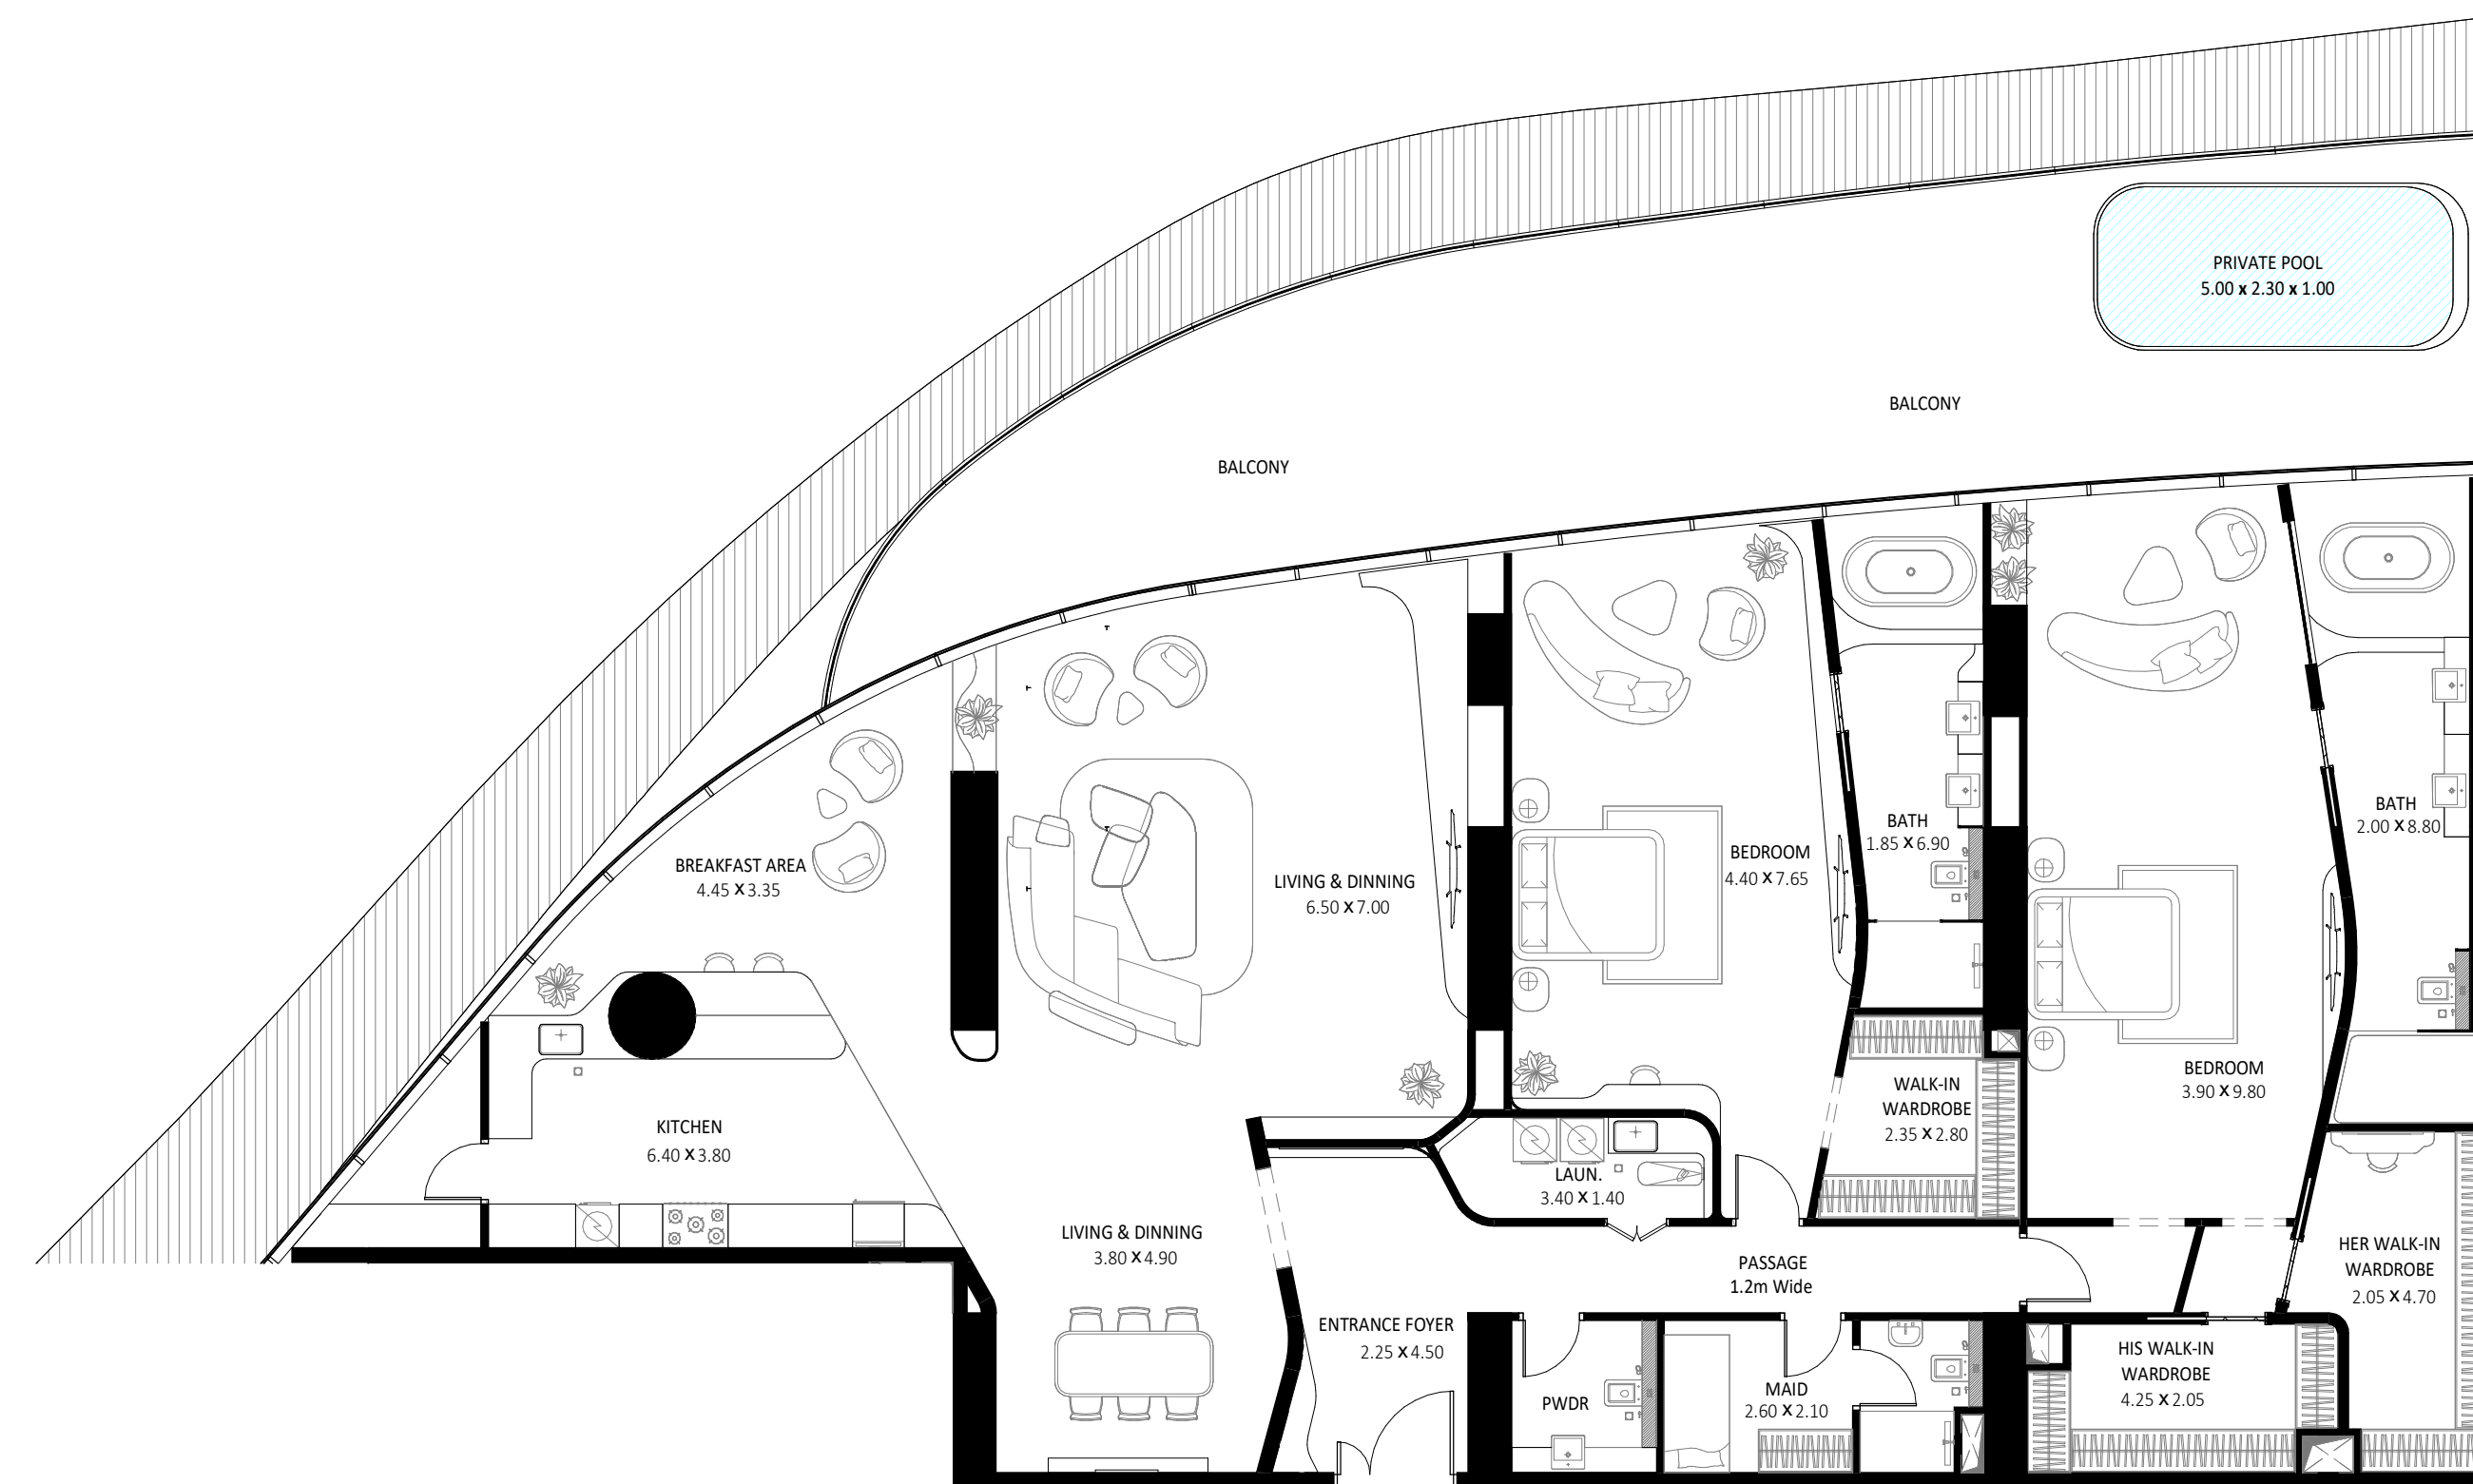 PRIVATE POOL
5.00 x 2.30 x 1.00
BALCONY
BALCONY
BREAKFAST AREA
4.45 X 3.35
LIVING & DINNING
6.50 X 7.00
BEDROOM
4.40 X 7.65
BATH
1.85 X 6.90
BATH
2.00 X 8.80
BEDROOM
3.90 X 9.80
WALK-IN
WARDROBE
2.35 X 2.80
KITCHEN
6.40 X 3.80
LAUN.
3.40 X 1.40
LIVING & DINNING
3.80 X 4.90
PASSAGE
1.2m Wide
HER WALK-IN
WARDROBE
2.05 X 4.70
ENTRANCE FOYER
2.25 X 4.50
HIS WALK-IN
WARDROBE
4.25 X 2.05
PWDR
MAID
2.60 X 2.10